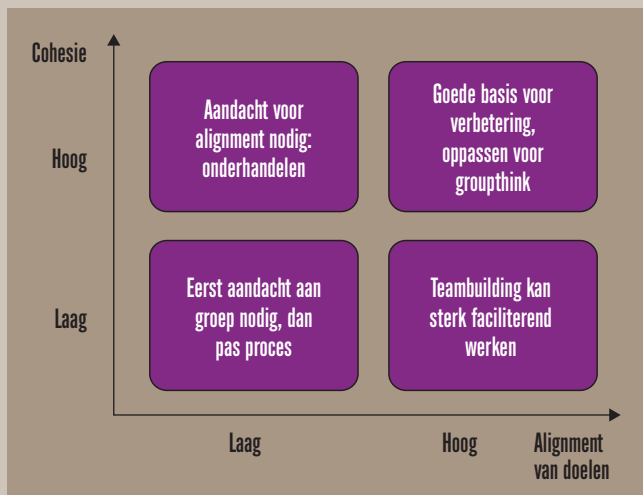 Cohesie
Hoog
Aandacht voor
alignment nodig:
onderhandelen
Goede basis voor
verbetering,
oppassen voor
groupthink
Laag
Eerst aandacht aan
groep nodig, dan
pas proces
Teambuilding kan
sterk faciliterend
werken
Laag
Hoog
Alignment
van doelen